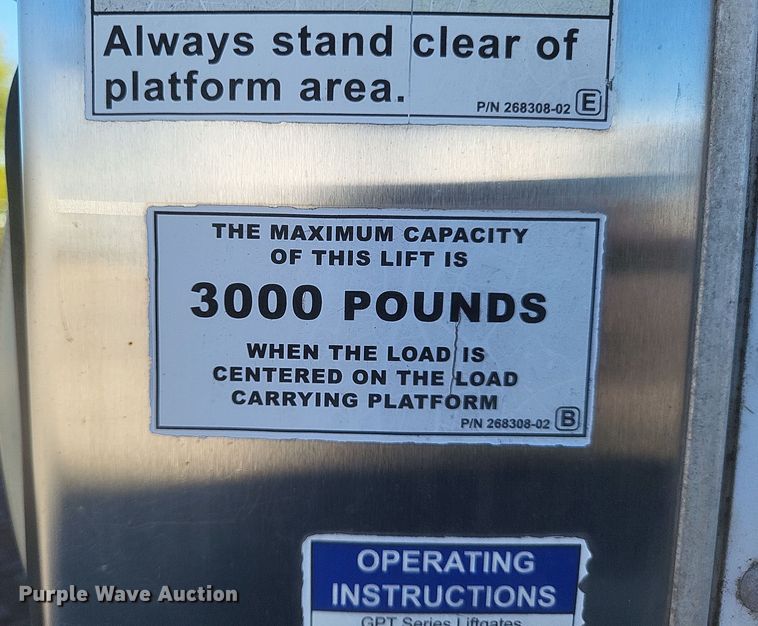 Always stand clear of
platform area.
P/N 268308-02 E
THE MAXIMUM CAPACITY
OF THIS LIFT IS
3000 POUNDS
WHEN THE LOAD IS
CENTERED ON THE LOAD
CARRYING PLATFORM
P/N 268308-02 B
OPERATING
INSTRUCTIONS
GPT Series Liftgates
Purple Wave Auction